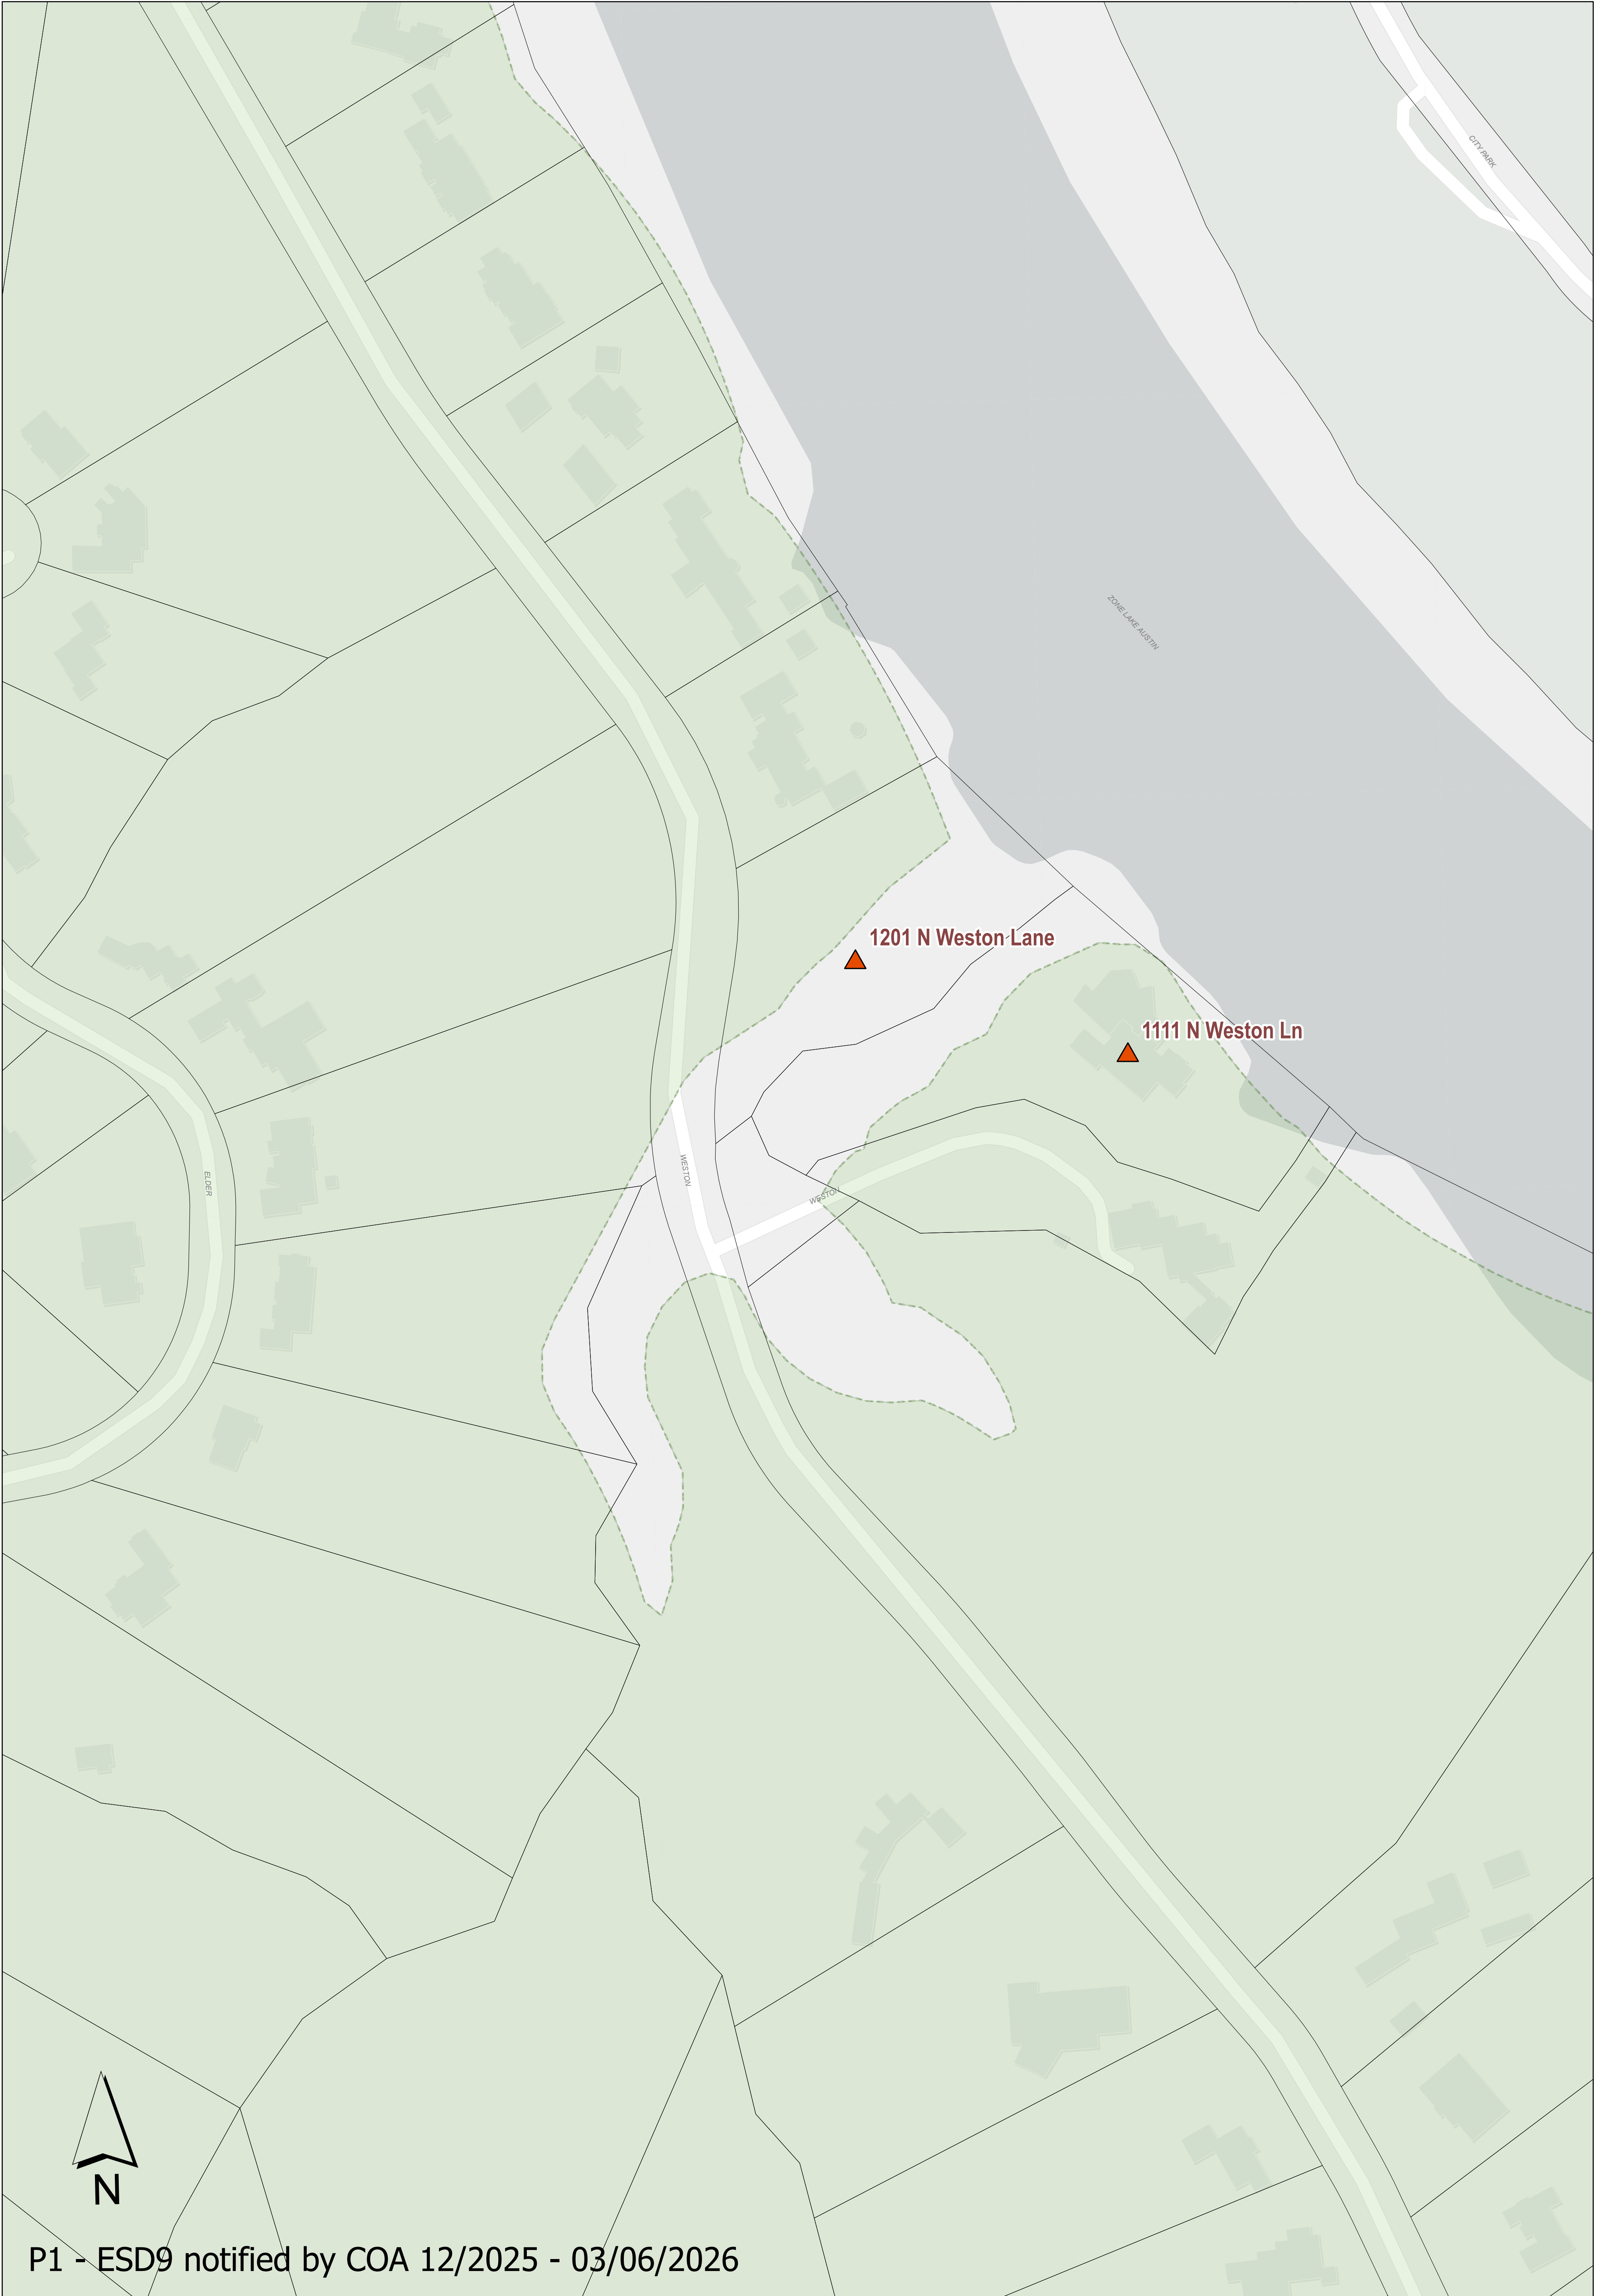 CITY PARK
ZONE LAKE AUSTIN
1201 N Weston Lane
1111 N Weston Ln
WESTON
ELDER
WESTON
N
P1 - ESD9 notified by COA 12/2025 - 03/06/2026